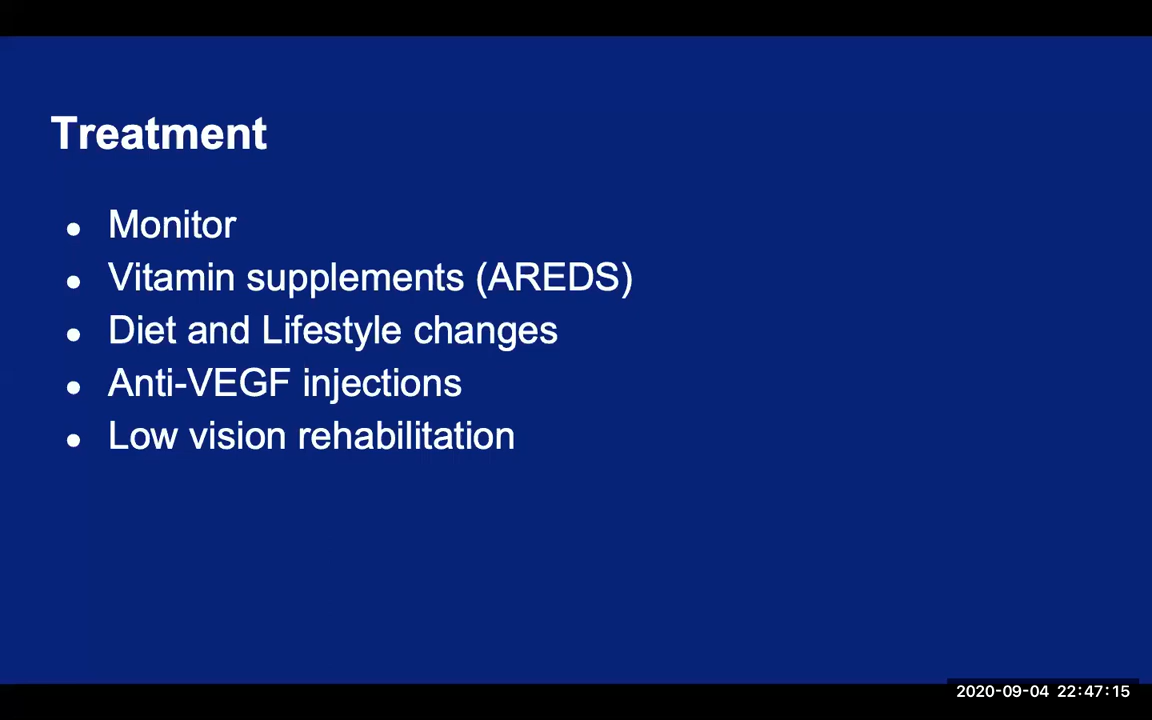 Treatment
● Monitor
● Vitamin supplements (AREDS)
● Diet and Lifestyle changes
● Anti-VEGF injections
● Low vision rehabilitation
2020-09-04 22:47:15